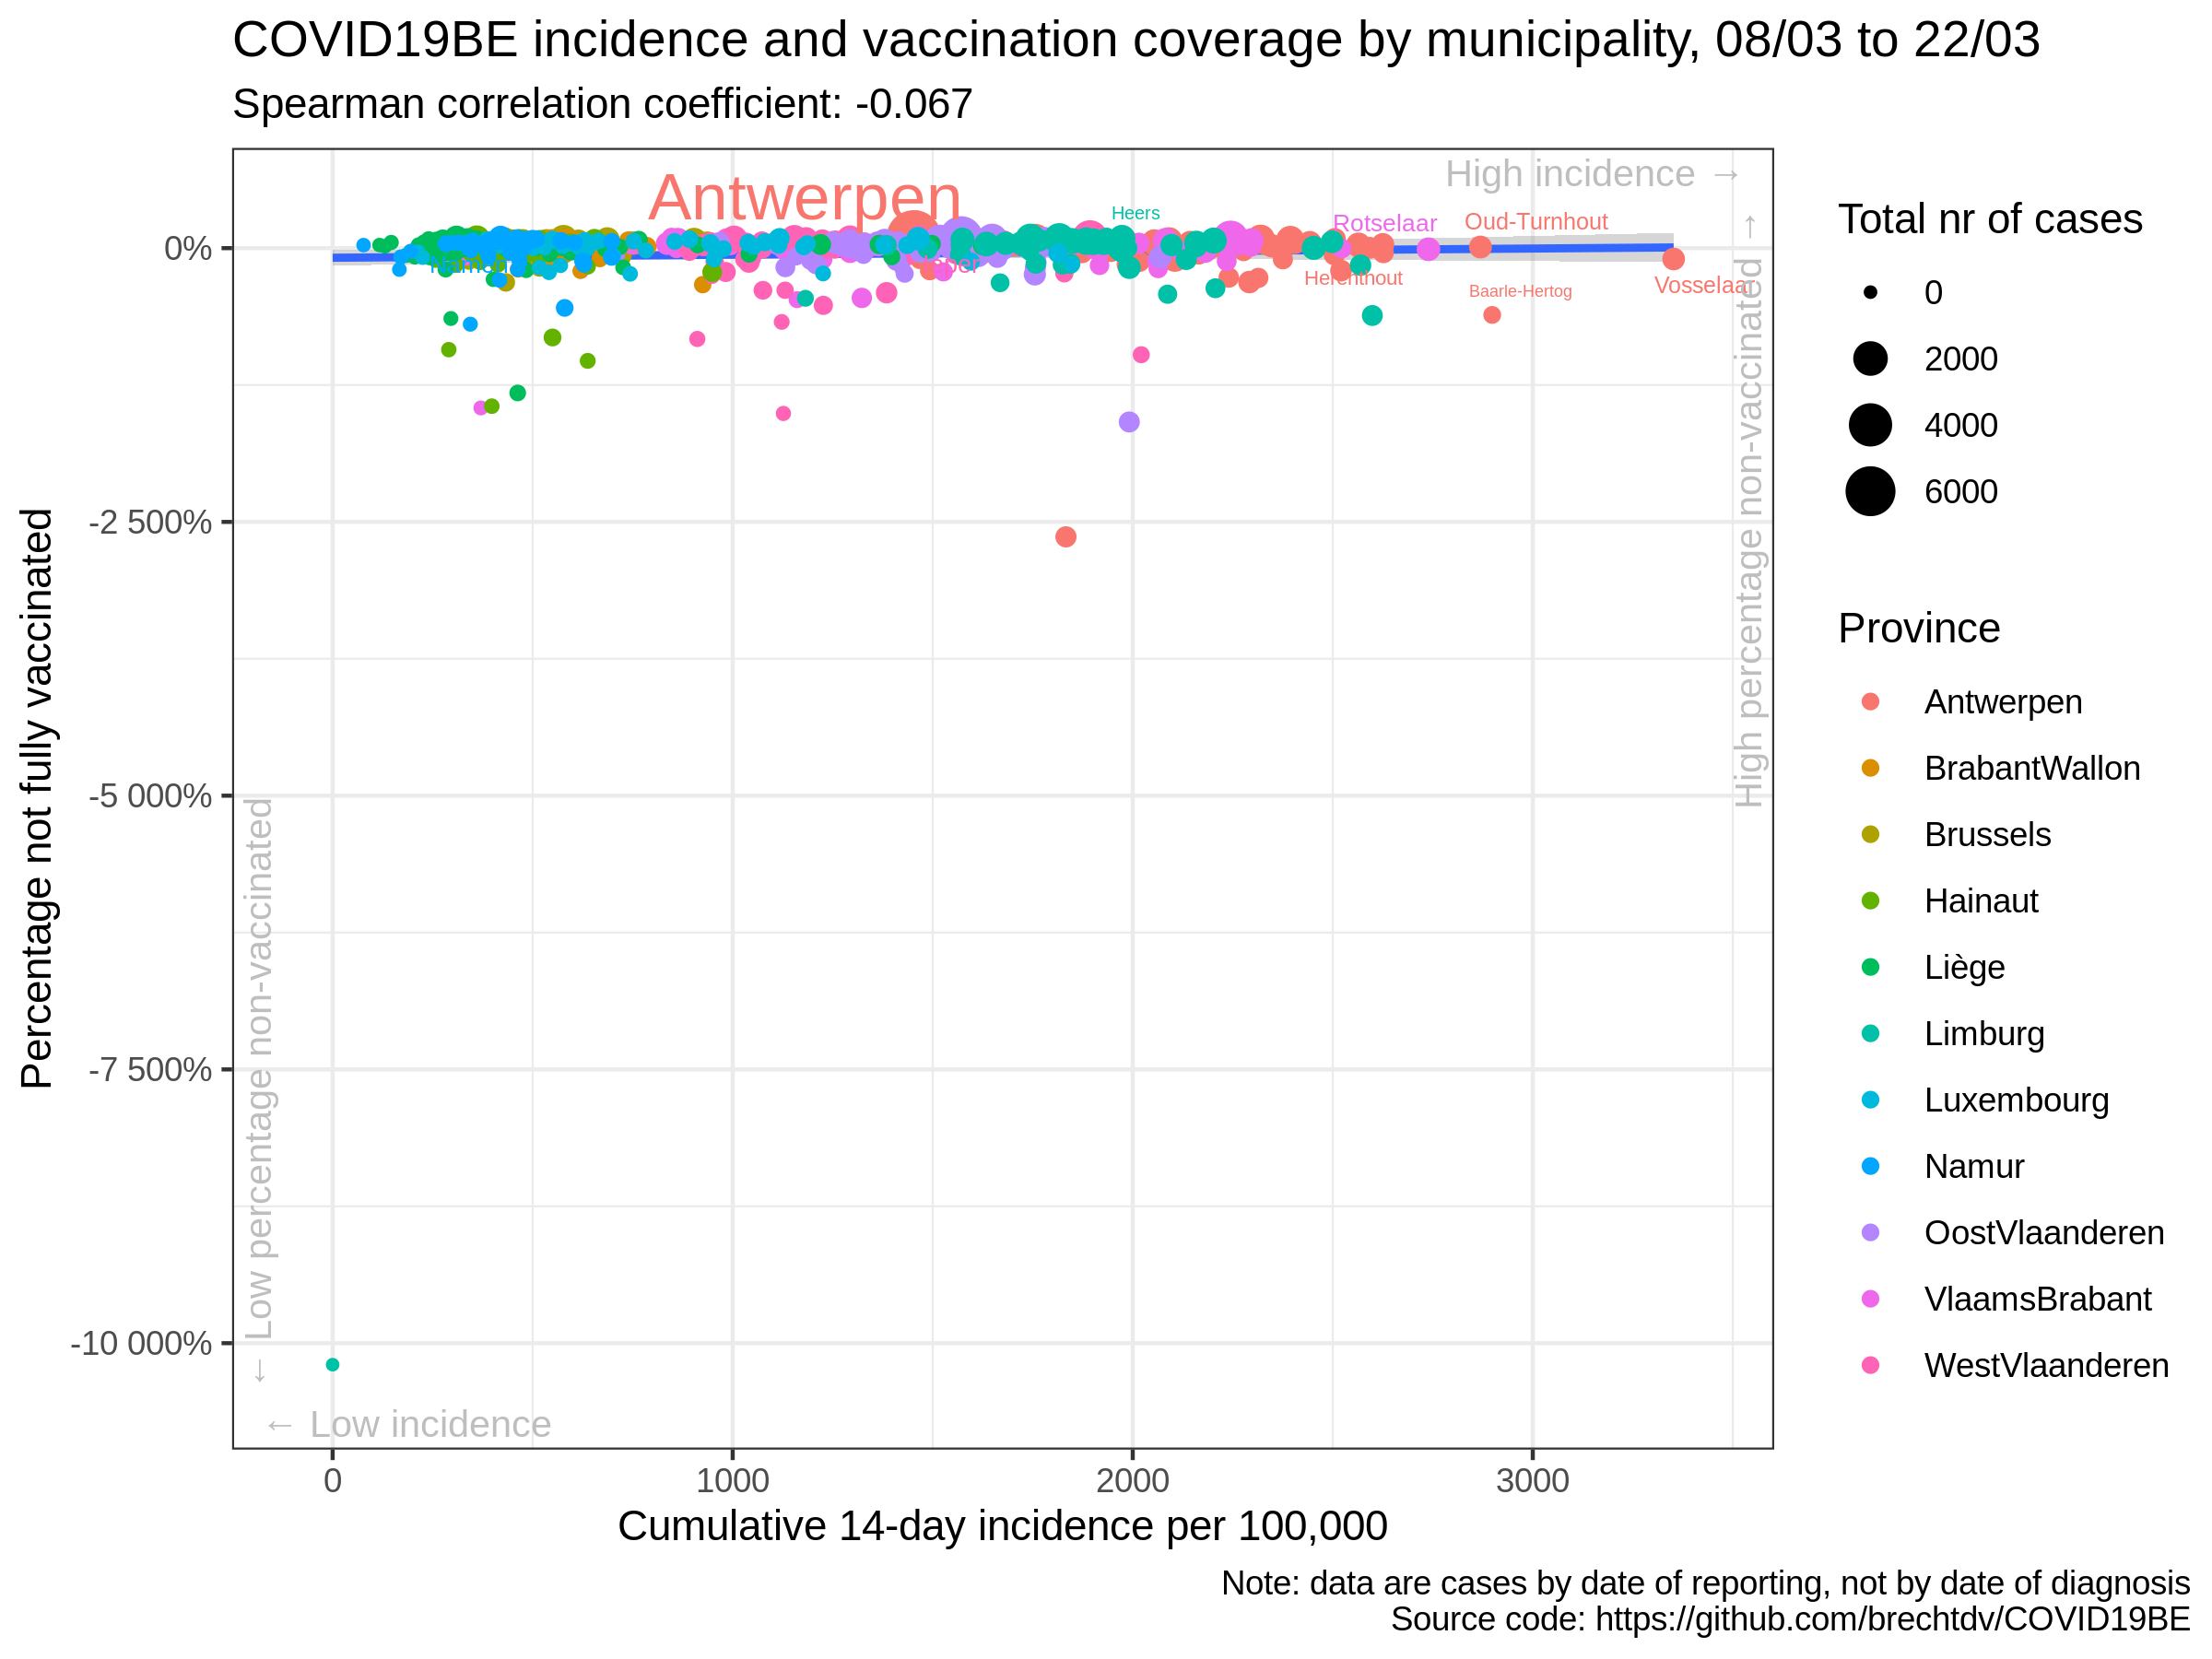 COVID19BE incidence and vaccination coverage by municipality, 08/03 to 22/03
Spearman correlation coefficient: -0.067
High incidence →
Antwerpen
Heers
Rotselaar
Oud-Turnhout
Herenthout
Baarle-Hertog
Vosselaar
High percentage non-vaccinated →
← Low percentage non-vaccinated
← Low incidence
Percentage not fully vaccinated
0%
-2 500%
-5 000%
-7 500%
-10 000%
0
1000
2000
3000
Cumulative 14-day incidence per 100,000
Total nr of cases
0
2000
4000
6000
Province
Antwerpen
BrabantWallon
Brussels
Hainaut
Liège
Limburg
Luxembourg
Namur
OostVlaanderen
VlaamsBrabant
WestVlaanderen
Note: data are cases by date of reporting, not by date of diagnosis
Source code: https://github.com/brechtdv/COVID19BE